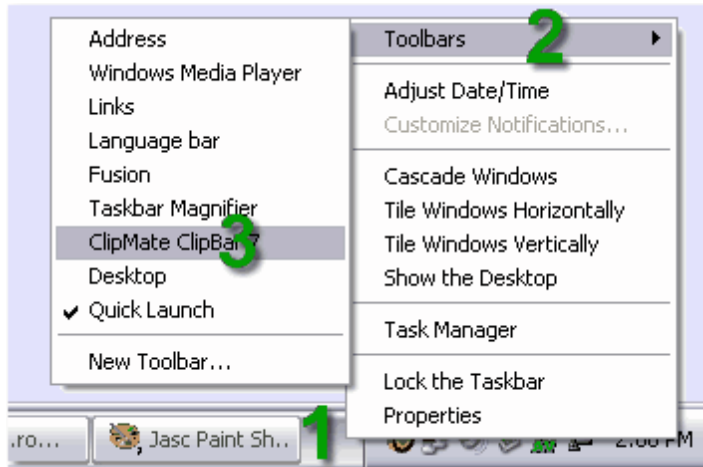 Address
Windows Media Player
Links
Language bar
Fusion
Taskbar Magnifier
ClipMate ClipBar 7
Desktop
Quick Launch
New Toolbar...
Toolbars
Adjust Date/Time
Customize Notifications...
Cascade Windows
Tile Windows Horizontally
Tile Windows Vertically
Show the Desktop
Task Manager
Lock the Taskbar
Properties
2
3
1
.ro...
Jasc Paint Sh..
PM